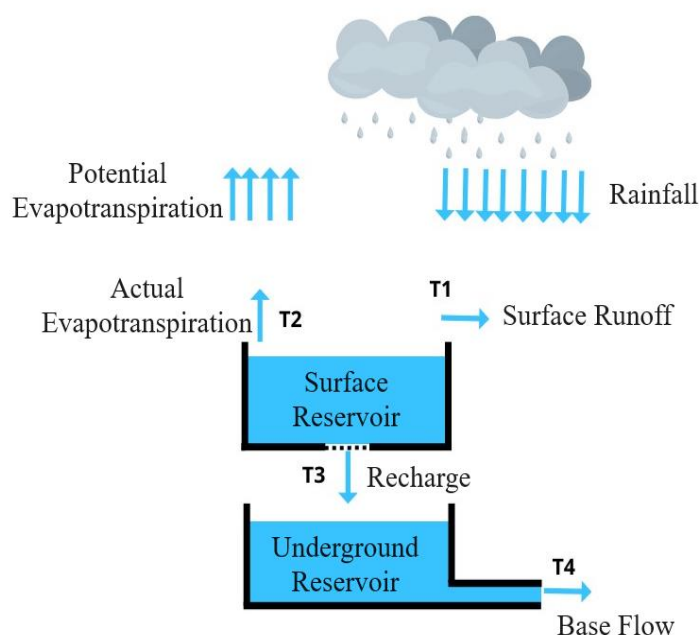 Potential
Evapotranspiration
Rainfall
Actual
Evapotranspiration
T2
T1
Surface Runoff
Surface
Reservoir
T3
Recharge
Underground
Reservoir
T4
Base Flow